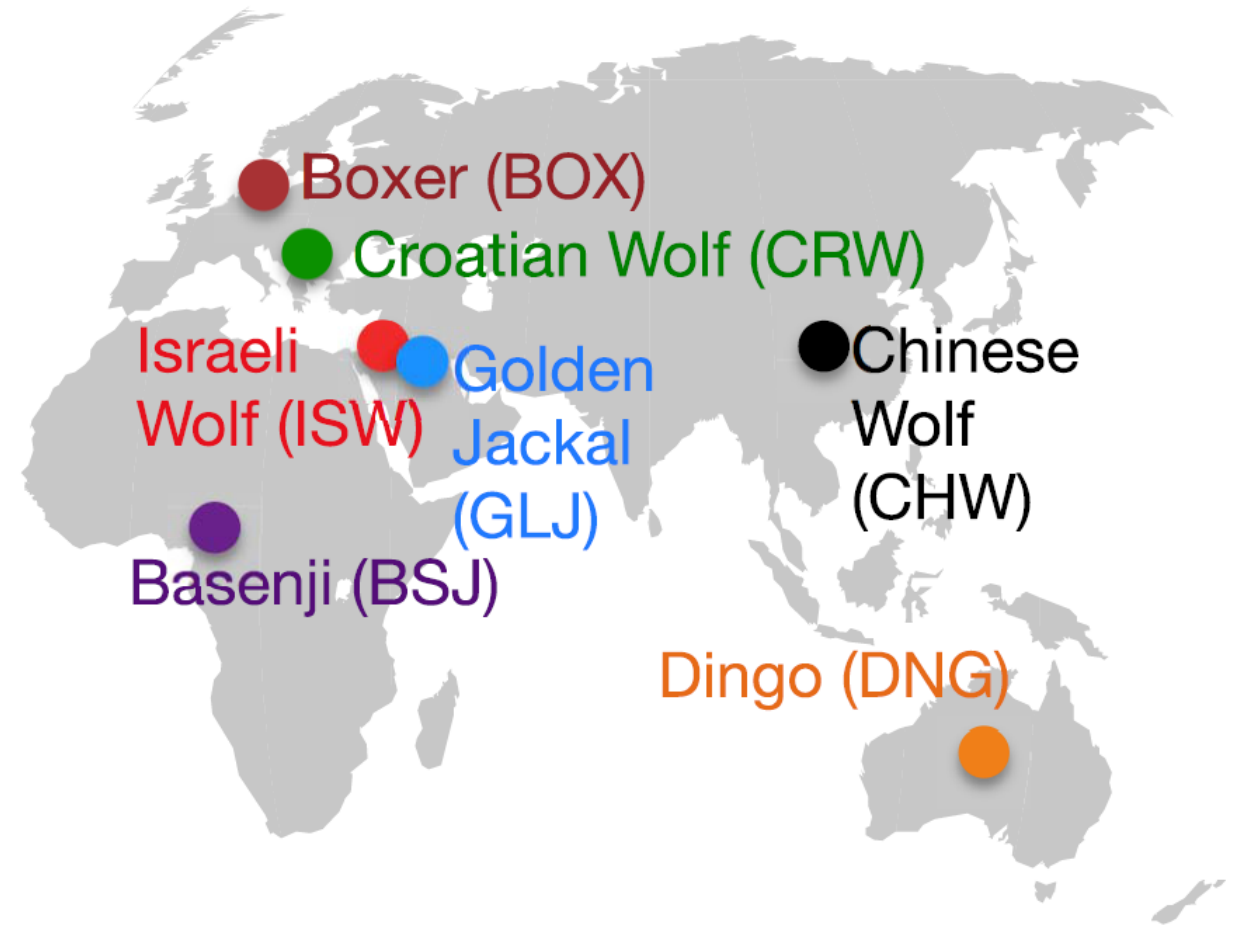 Boxer (BOX)
Croatian Wolf (CRW)
Israeli
Wolf (ISW)
Golden
Jackal
(GLJ)
Chinese
Wolf
(CHW)
Basenji (BSJ)
Dingo (DNG)